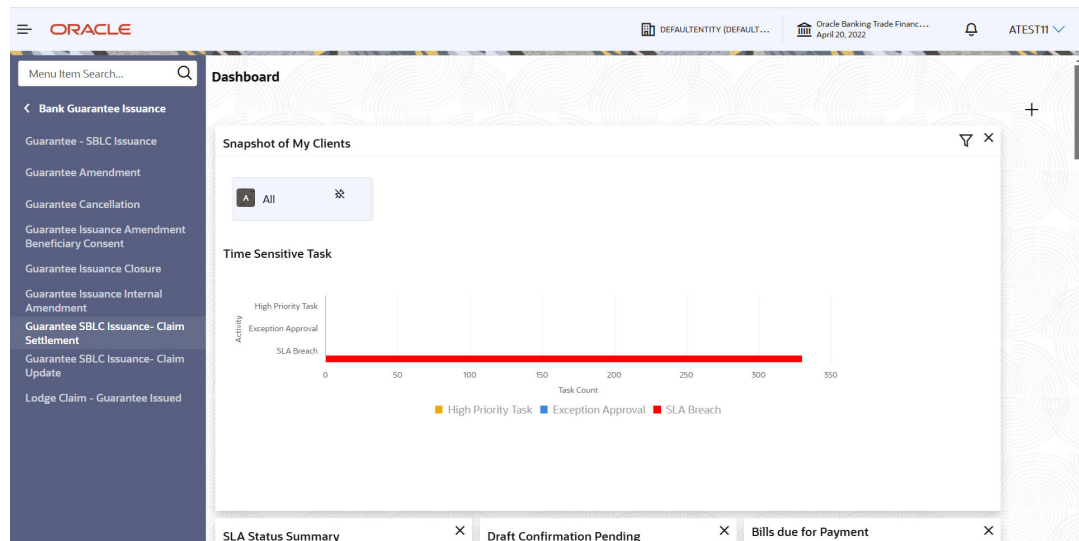 ORACLE
DEFAULTENTITY (DEFAULT...
Oracle Banking Trade Financ...
April 20, 2022
ATEST11
Menu Item Search...
Bank Guarantee Issuance
Guarantee - SBLC Issuance
Guarantee Amendment
Guarantee Cancellation
Guarantee Issuance Amendment
Beneficiary Consent
Guarantee Issuance Closure
Guarantee Issuance Internal
Amendment
Guarantee SBLC Issuance- Claim
Settlement
Guarantee SBLC Issuance- Claim
Update
Lodge Claim - Guarantee Issued
Dashboard
Snapshot of My Clients
A All
Time Sensitive Task
Activity
High Priority Task
Exception Approval
SLA Breach
0 50 100 150 200 250 300 350
Task Count
High Priority Task Exception Approval SLA Breach
SLA Status Summary
Draft Confirmation Pending
Bills due for Payment